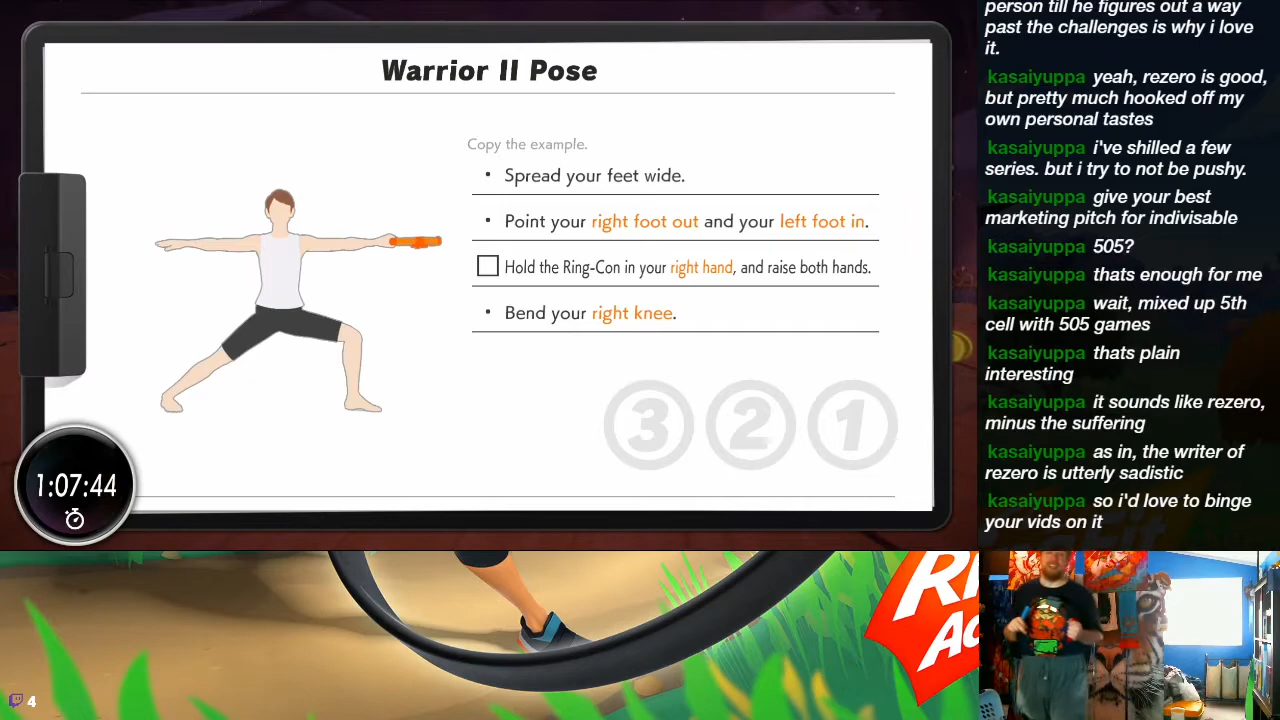 Warrior II Pose
Copy the example.
• Spread your feet wide.
• Point your right foot out and your left foot in.
Hold the Ring-Con in your right hand, and raise both hands.
• Bend your right knee.
3 2 1
1:07:44
4
person till he figures out a way
past the challenges is why i love
it.
kasaiyuppa yeah, rezero is good,
but pretty much hooked off my
own personal tastes
kasaiyuppa i've shilled a few
series. but i try to not be pushy.
kasaiyuppa give your best
marketing pitch for indivisable
kasaiyuppa 505?
kasaiyuppa thats enough for me
kasaiyuppa wait, mixed up 5th
cell with 505 games
kasaiyuppa thats plain
interesting
kasaiyuppa it sounds like rezero,
minus the suffering
kasaiyuppa as in, the writer of
rezero is utterly sadistic
kasaiyuppa so i'd love to binge
your vids on it